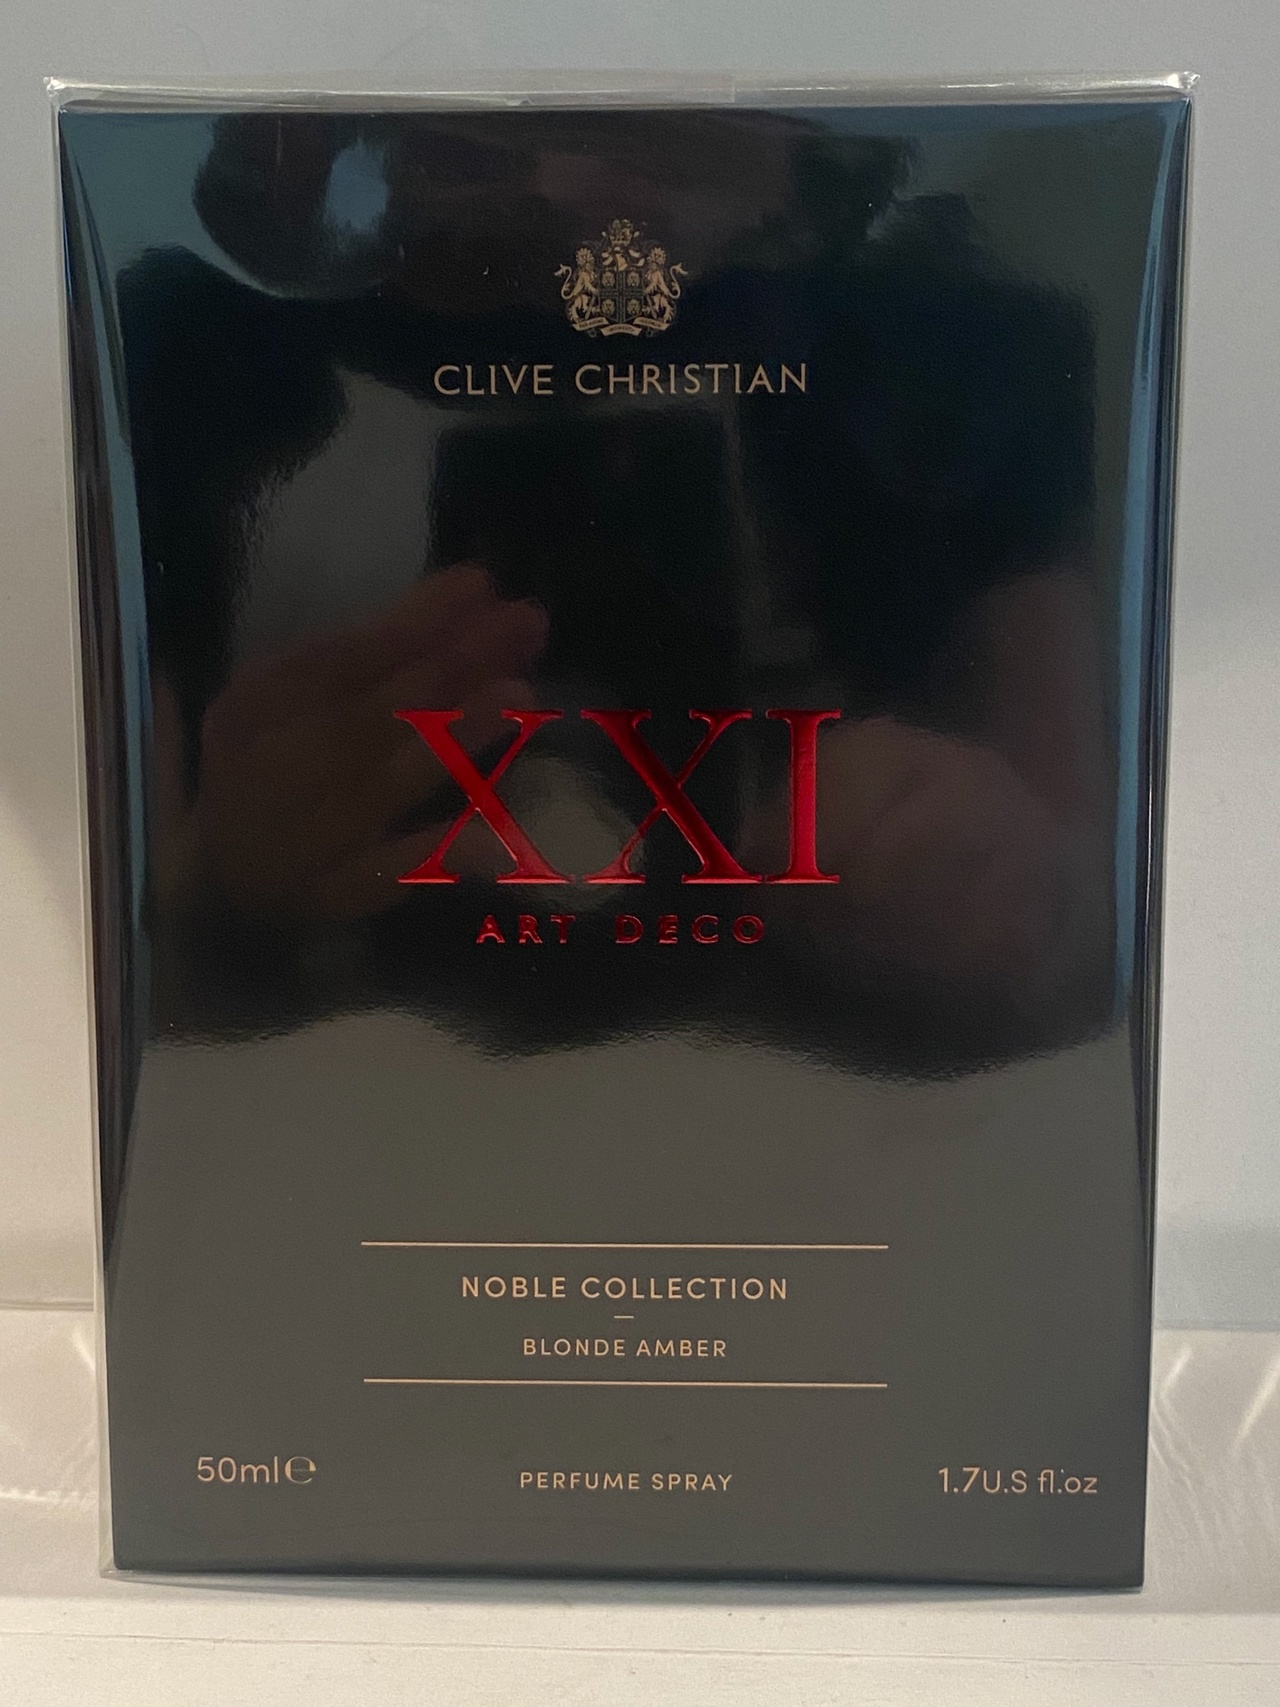 CLIVE CHRISTIAN
XXI
ART DECO
NOBLE COLLECTION
BLONDE AMBER
50ml℮
PERFUME SPRAY
1.7U.S fl.oz